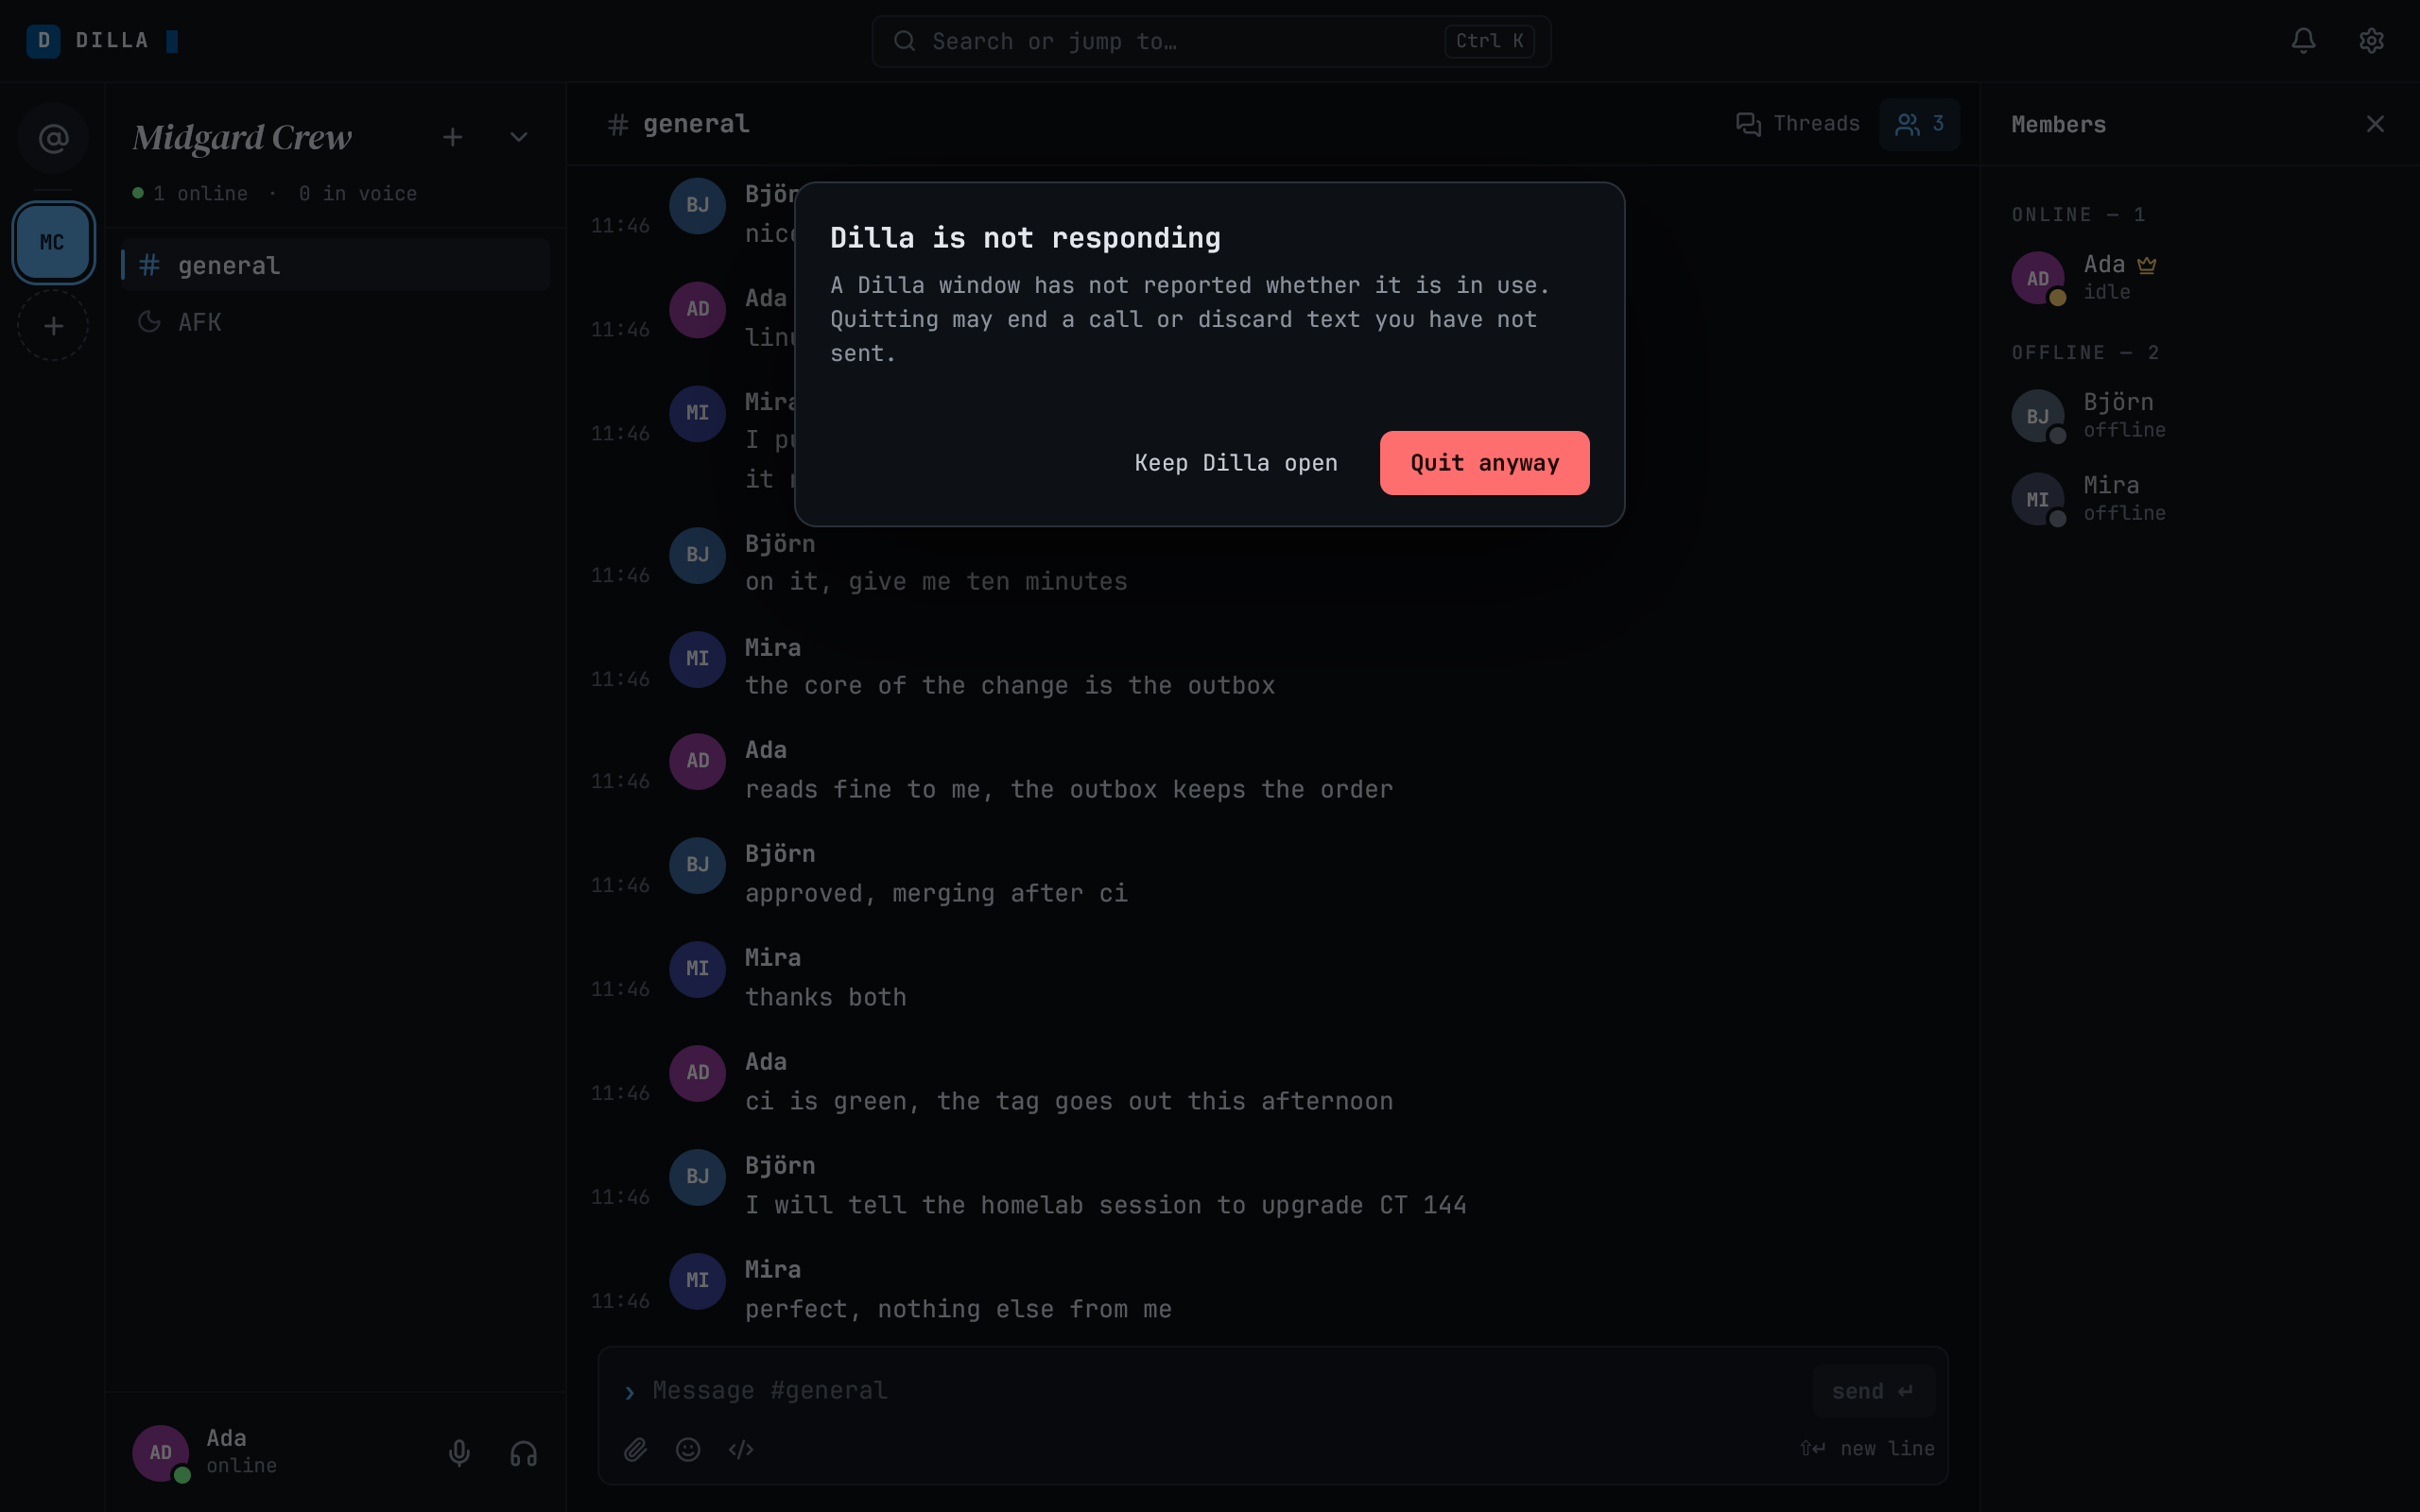 D DILLA
Search or jump to… Ctrl K
@
MC
Midgard Crew
1 online · 0 in voice
# general
AFK
Ada
online
AD
# general
Threads
3
BJ
Björ
11:46
nic
AD
Ada
11:46
lin
MI
Mira
11:46
I p
it
Dilla is not responding
A Dilla window has not reported whether it is in use.
Quitting may end a call or discard text you have not
sent.
Keep Dilla open
Quit anyway
BJ
Björn
11:46
on it, give me ten minutes
MI
Mira
11:46
the core of the change is the outbox
AD
Ada
11:46
reads fine to me, the outbox keeps the order
BJ
Björn
11:46
approved, merging after ci
MI
Mira
11:46
thanks both
AD
Ada
11:46
ci is green, the tag goes out this afternoon
BJ
Björn
11:46
I will tell the homelab session to upgrade CT 144
MI
Mira
11:46
perfect, nothing else from me
› Message #general
send ↵
⇧↵ new line
Members
ONLINE — 1
AD
Ada
idle
OFFLINE — 2
BJ
Björn
offline
MI
Mira
offline